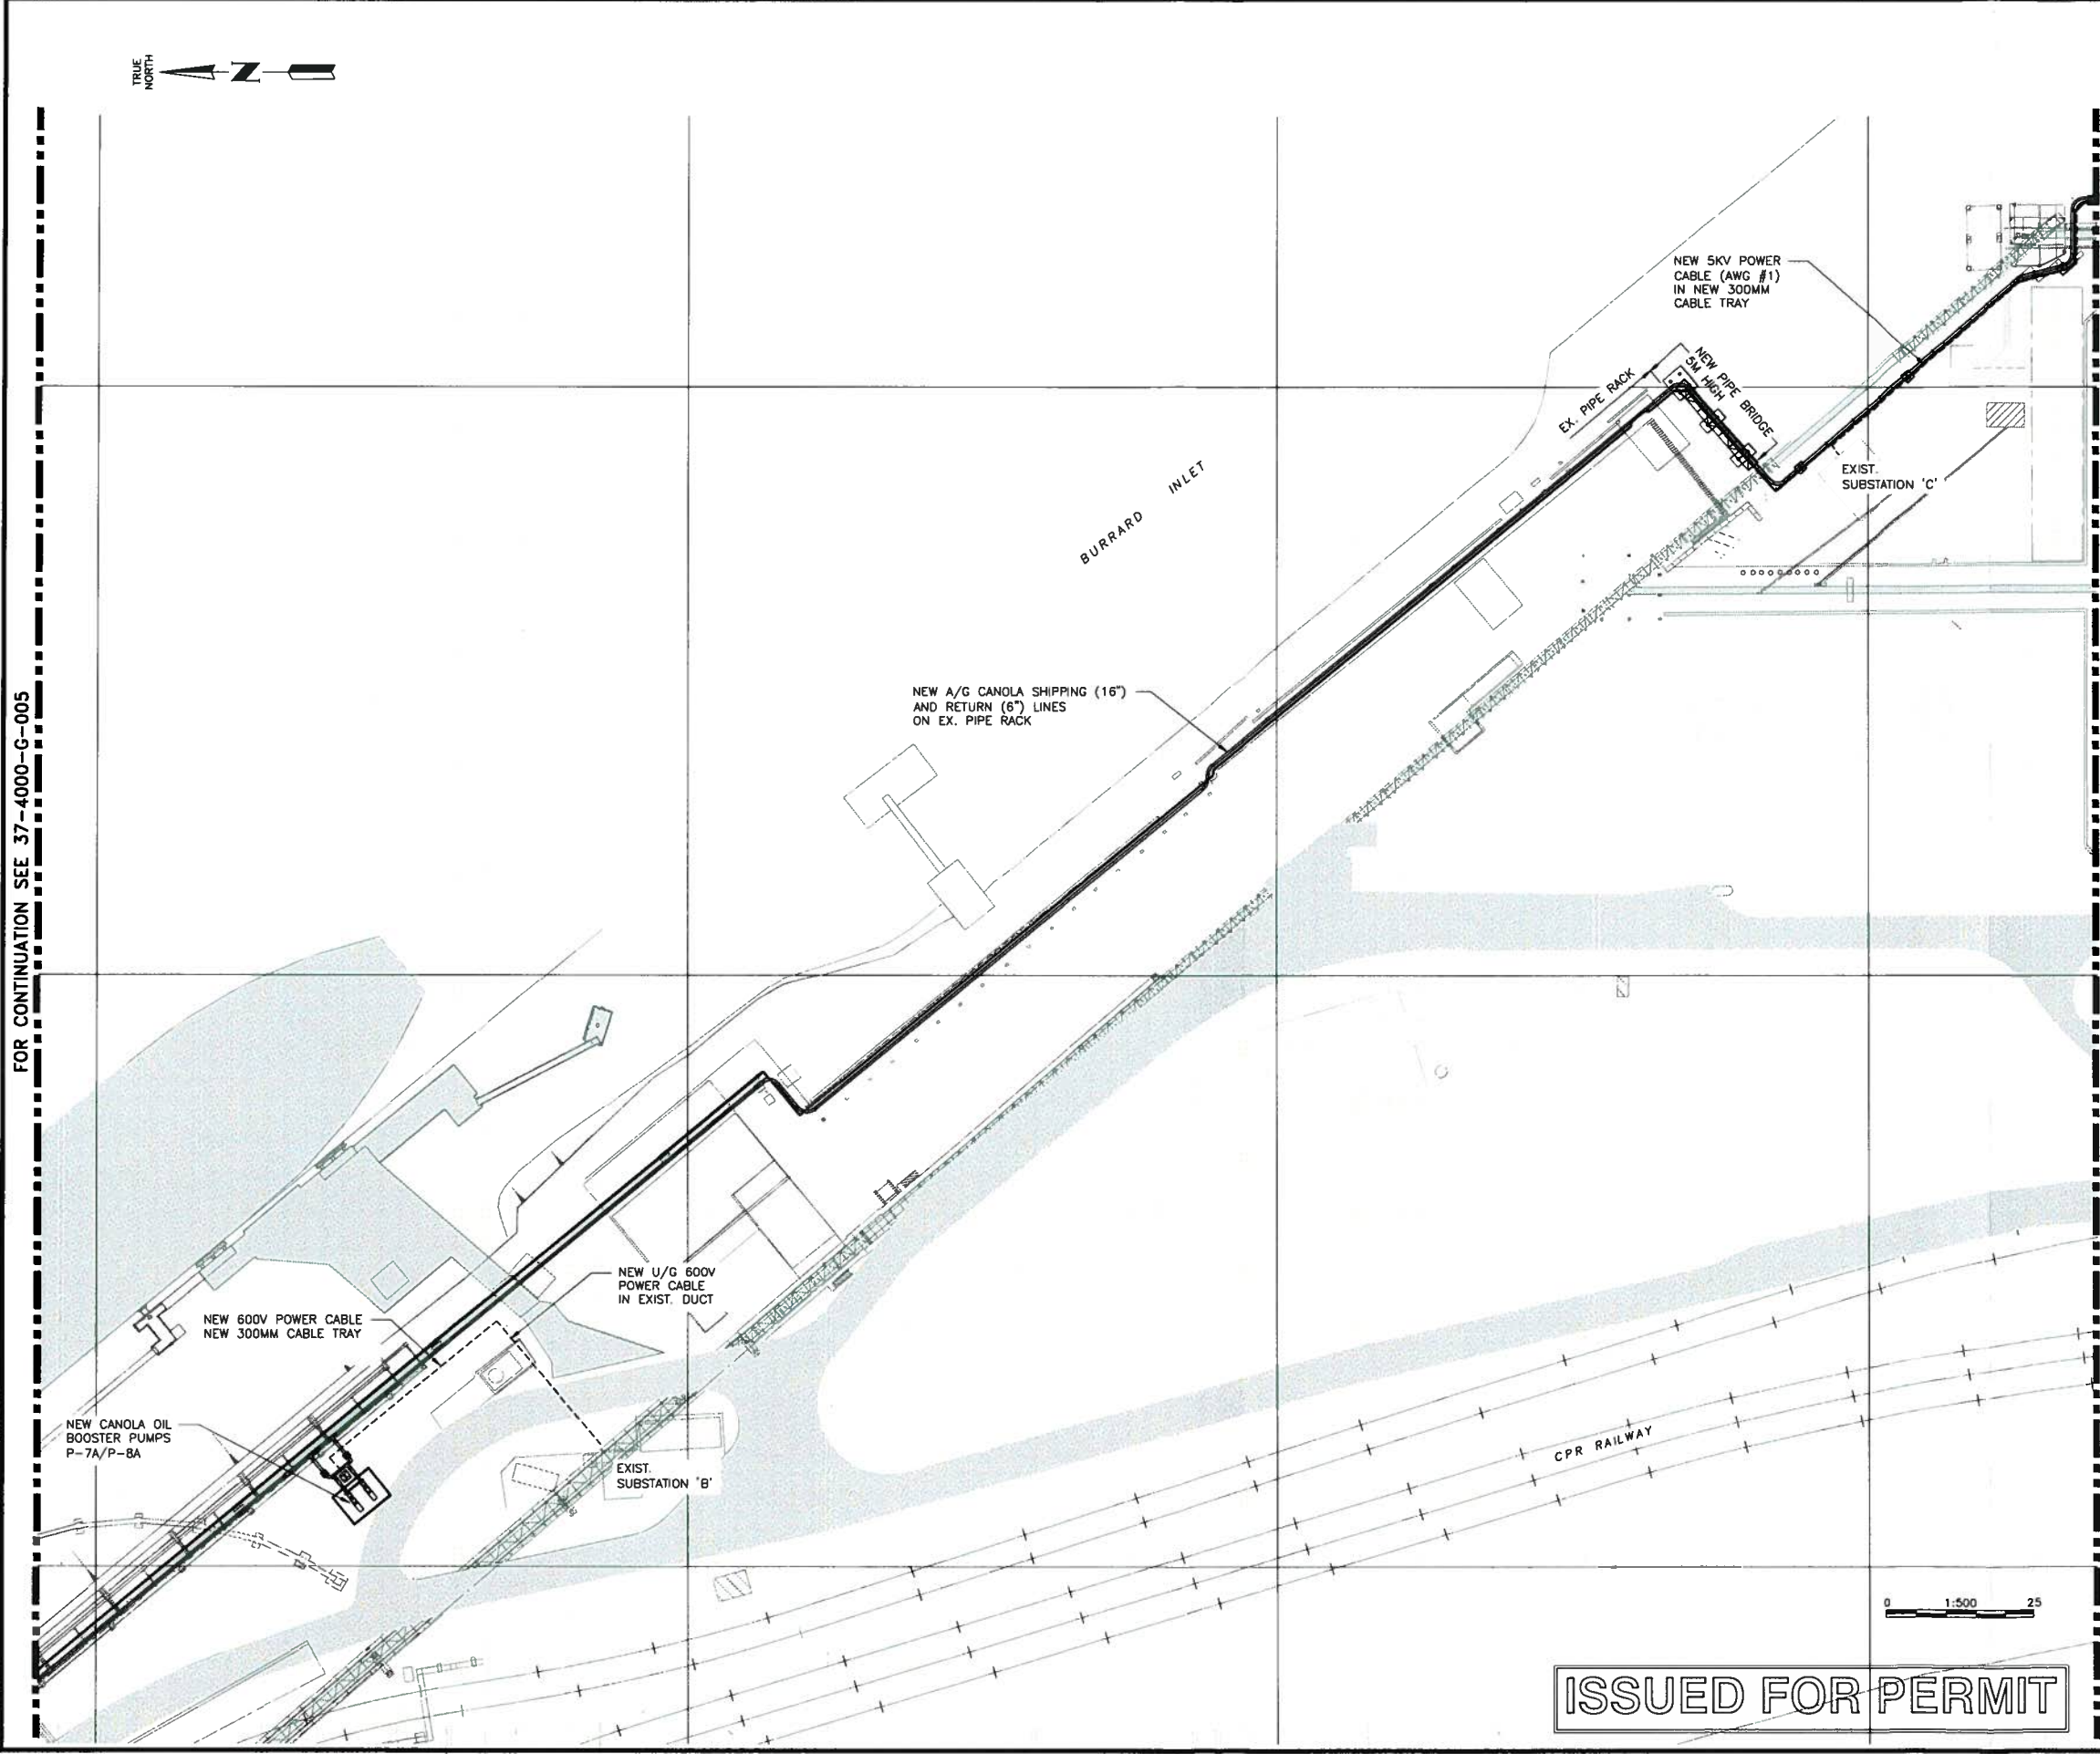 TRUE
NORTH
N
FOR CONTINUATION SEE 37-4000-G-005
NEW 5KV POWER
CABLE (AWG #1)
IN NEW 300MM
CABLE TRAY
EX. PIPE RACK
NEW PIPE BRIDGE
5M HIGH
EXIST.
SUBSTATION 'C'
BURRARD INLET
NEW A/G CANOLA SHIPPING (16")
AND RETURN (6") LINES
ON EX. PIPE RACK
NEW U/G 600V
POWER CABLE
IN EXIST. DUCT
NEW 600V POWER CABLE
NEW 300MM CABLE TRAY
NEW CANOLA OIL
BOOSTER PUMPS
P-7A/P-8A
EXIST.
SUBSTATION 'B'
CPR RAILWAY
0 1:500 25
ISSUED FOR PERMIT